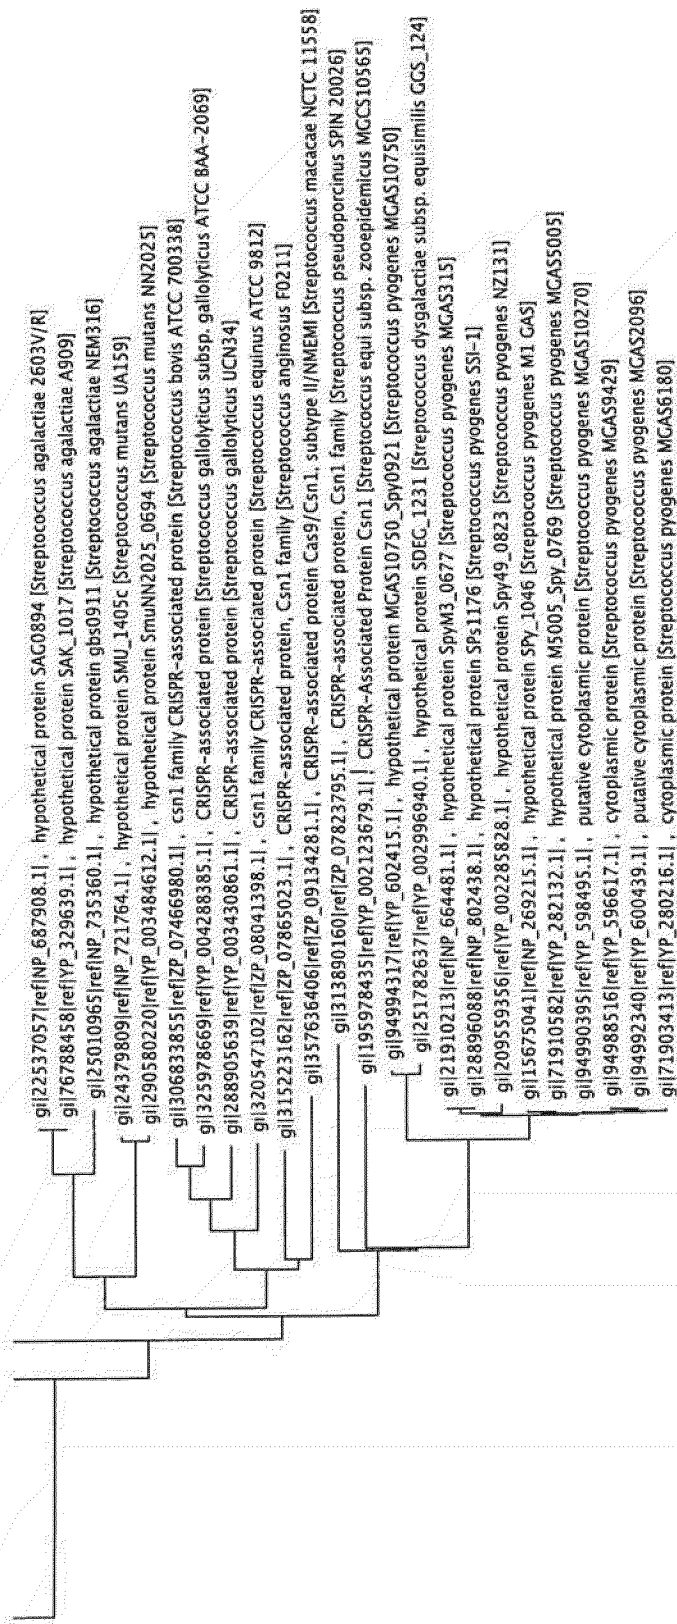 gi|22537057|ref|NP_687908.1| , hypothetical protein SAG0894 [Streptococcus agalactiae 2603V/R]
gi|76788458|ref|YP_329639.1| , hypothetical protein SAK_1017 [Streptococcus agalactiae A909]
gi|25010965|ref|NP_735360.1| , hypothetical protein gbs0911 [Streptococcus agalactiae NEM316]
gi|24379809|ref|NP_721764.1| , hypothetical protein SMU_1405c [Streptococcus mutans UA159]
gi|290580220|ref|YP_003484612.1| , hypothetical protein SmuNN2025_0694 [Streptococcus mutans NN2025]
gi|306833855|ref|ZP_07466980.1| , csn1 family CRISPR-associated protein [Streptococcus bovis ATCC 700338]
gi|323978669|ref|YP_004288385.1| , CRISPR-associated protein [Streptococcus gallolyticus subsp. gallolyticus ATCC BAA-2069]
gi|288905639|ref|YP_003430861.1| , CRISPR-associated protein [Streptococcus gallolyticus UCN34]
gi|320547102|ref|ZP_08041398.1| , csn1 family CRISPR-associated protein [Streptococcus equinus ATCC 9812]
gi|315223162|ref|ZP_07865023.1| , CRISPR-associated protein, Csn1 family [Streptococcus anginosus F0211]
gi|357636406|ref|ZP_09134281.1| , CRISPR-associated protein Cas9/Csn1, subtype II/NMEMI [Streptococcus macacae NCTC 11558]
gi|313890160|ref|ZP_07823795.1| , CRISPR-associated protein, Csn1 family [Streptococcus pseudoporcinus SPIN 20026]
gi|195978435|ref|YP_002123679.1| , CRISPR-Associated Protein Csn1 [Streptococcus equi subsp. zooepidemicus MGCS10565]
gi|94994317|ref|YP_602415.1| , hypothetical protein MGAS10750_Spy0921 [Streptococcus pyogenes MGAS10750]
gi|251782637|ref|YP_002996940.1| , hypothetical protein SDEG_1231 [Streptococcus dysgalactiae subsp. equisimilis GGS_124]
gi|21910213|ref|NP_664481.1| , hypothetical protein SpyM3_0677 [Streptococcus pyogenes MGAS315]
gi|28896088|ref|NP_802438.1| , hypothetical protein SPs1176 [Streptococcus pyogenes SSI-1]
gi|209559356|ref|YP_002285828.1| , hypothetical protein Spy49_0823 [Streptococcus pyogenes NZ131]
gi|15675041|ref|NP_269215.1| , hypothetical protein SPy_1046 [Streptococcus pyogenes M1 GAS]
gi|71910582|ref|YP_282132.1| , hypothetical protein M5005_Spy_0769 [Streptococcus pyogenes MGAS5005]
gi|94990395|ref|YP_598495.1| , putative cytoplasmic protein [Streptococcus pyogenes MGAS10270]
gi|94988516|ref|YP_596617.1| , cytoplasmic protein [Streptococcus pyogenes MGAS9429]
gi|94992340|ref|YP_600439.1| , putative cytoplasmic protein [Streptococcus pyogenes MGAS2096]
gi|71903413|ref|YP_280216.1| , cytoplasmic protein [Streptococcus pyogenes MGAS6180]